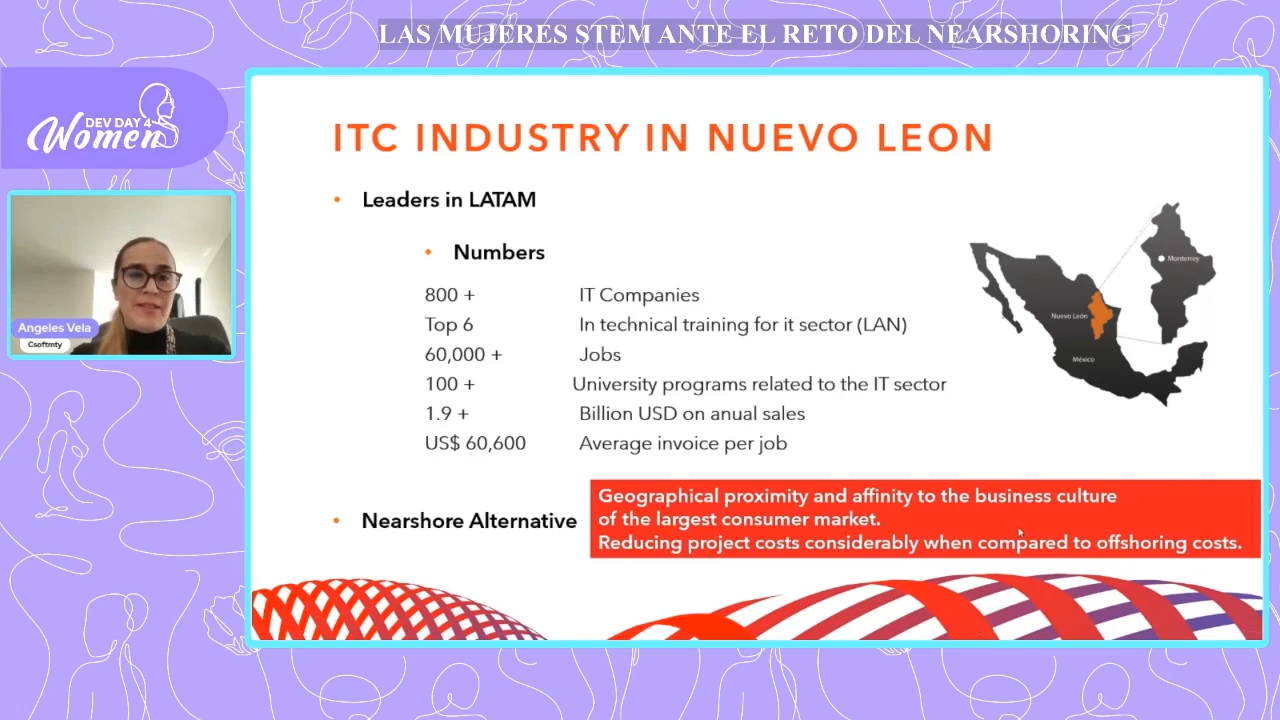 LAS MUJERES STEM ANTE EL RETO DEL NEARSHORING
DEV DAY 4
Women
Angeles Vela
Csoftmty
ITC INDUSTRY IN NUEVO LEON
• Leaders in LATAM
• Numbers
800 + IT Companies
Top 6 In technical training for it sector (LAN)
60,000 + Jobs
100 + University programs related to the IT sector
1.9 + Billion USD on anual sales
US$ 60,600 Average invoice per job
Monterrey
Nuevo León
México
• Nearshore Alternative
Geographical proximity and affinity to the business culture
of the largest consumer market.
Reducing project costs considerably when compared to offshoring costs.